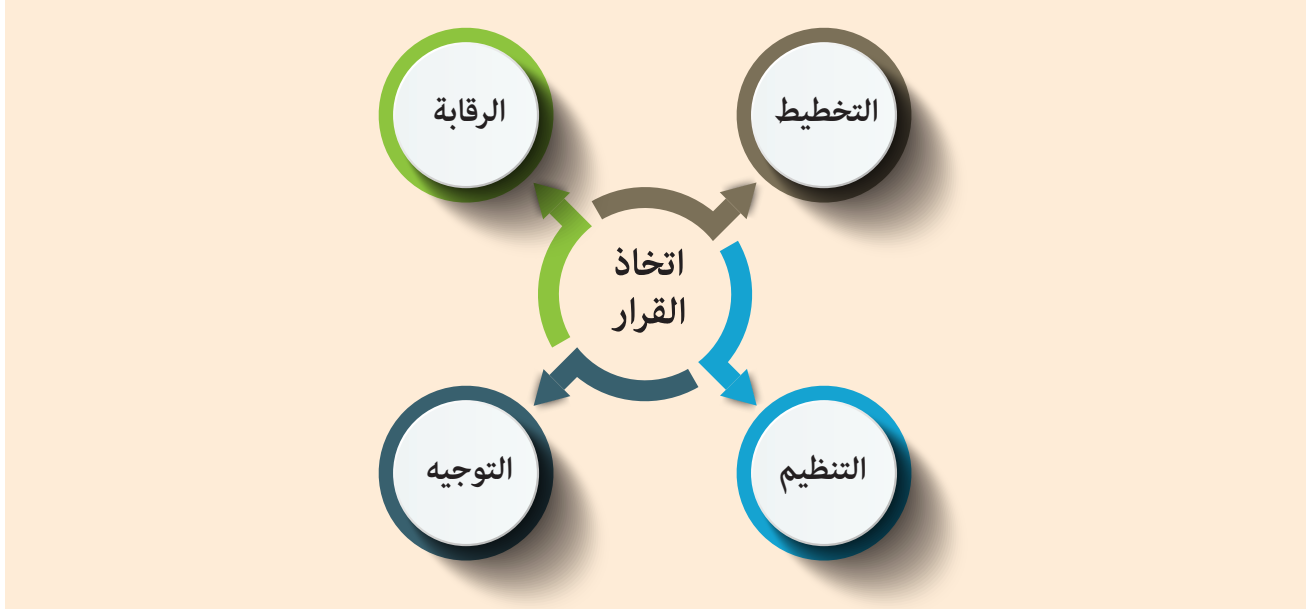 التخطيط
الرقابة
اتخاذ
القرار
التنظيم
التوجيه